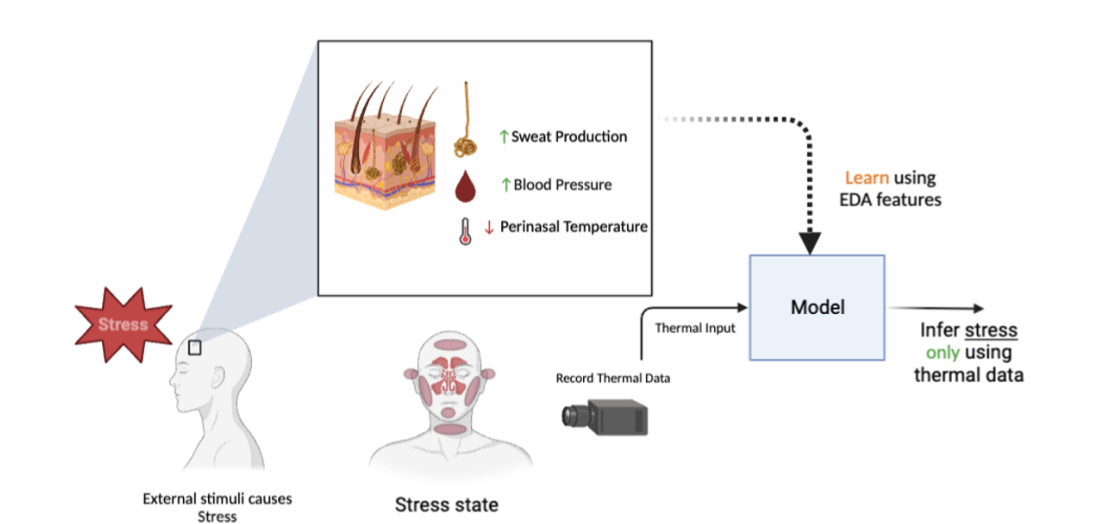 ↑ Sweat Production
↑ Blood Pressure
↓ Perinasal Temperature
Learn using
EDA features
Stress
Model
Thermal Input
Infer stress
only using
thermal data
Record Thermal Data
External stimuli causes
Stress
Stress state